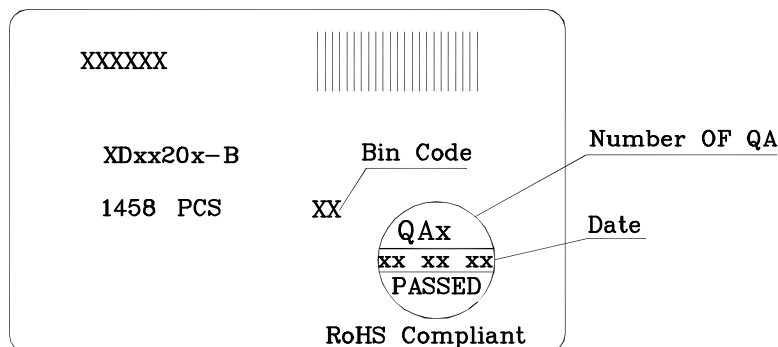 XXXXXX
XDxx20x-B
Bin Code
Number OF QA
1458 PCS
XX
QAx
Date
xx xx xx
PASSED
RoHS Compliant